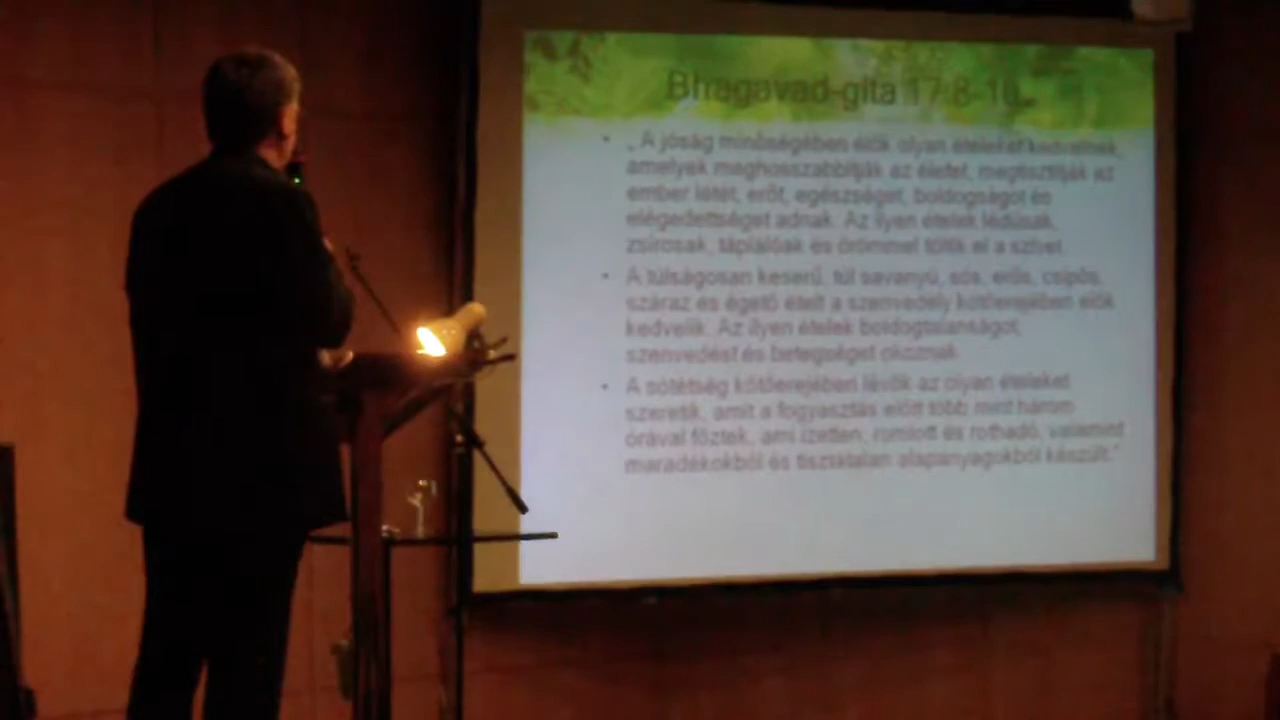 Bhagavad-gita 17.8-10.
• „ A jóság minőségében élők olyan ételeket kedvelnek,
amelyek meghosszabbítják az életet, megtisztítják az
ember létét, erőt, egészséget, boldogságot és
elégedettséget adnak. Az ilyen ételek lédúsak,
zsírosak, táplálóak és örömmel töltik el a szívet.
• A túlságosan keserű, túl savanyú, sós, erős, csípős,
száraz és égető ételt a szenvedély kötőerejében élők
kedvelik. Az ilyen ételek boldogtalanságot,
szenvedést és betegséget okoznak.
• A sötétség kötőerejében lévők az olyan ételeket
szeretik, amit a fogyasztás előtt több mint három
órával főztek, ami ízetlen, romlott és rothadó, valamint
maradékokból és tisztátalan alapanyagokból készült."